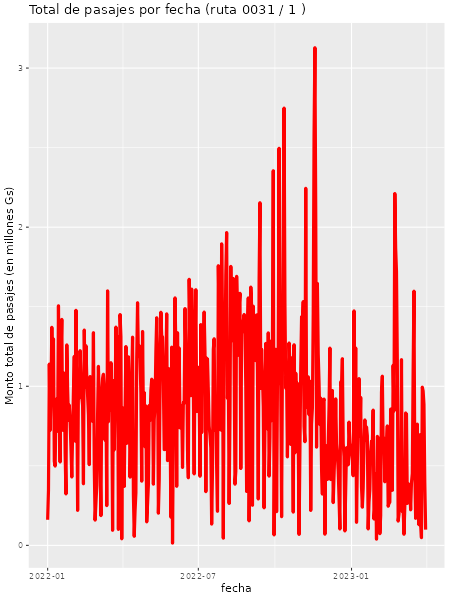 Total de pasajes por fecha (ruta 0031 / 1 )
Monto total de pasajes (en millones Gs)
3
2
1
0
2022-01
2022-07
2023-01
fecha